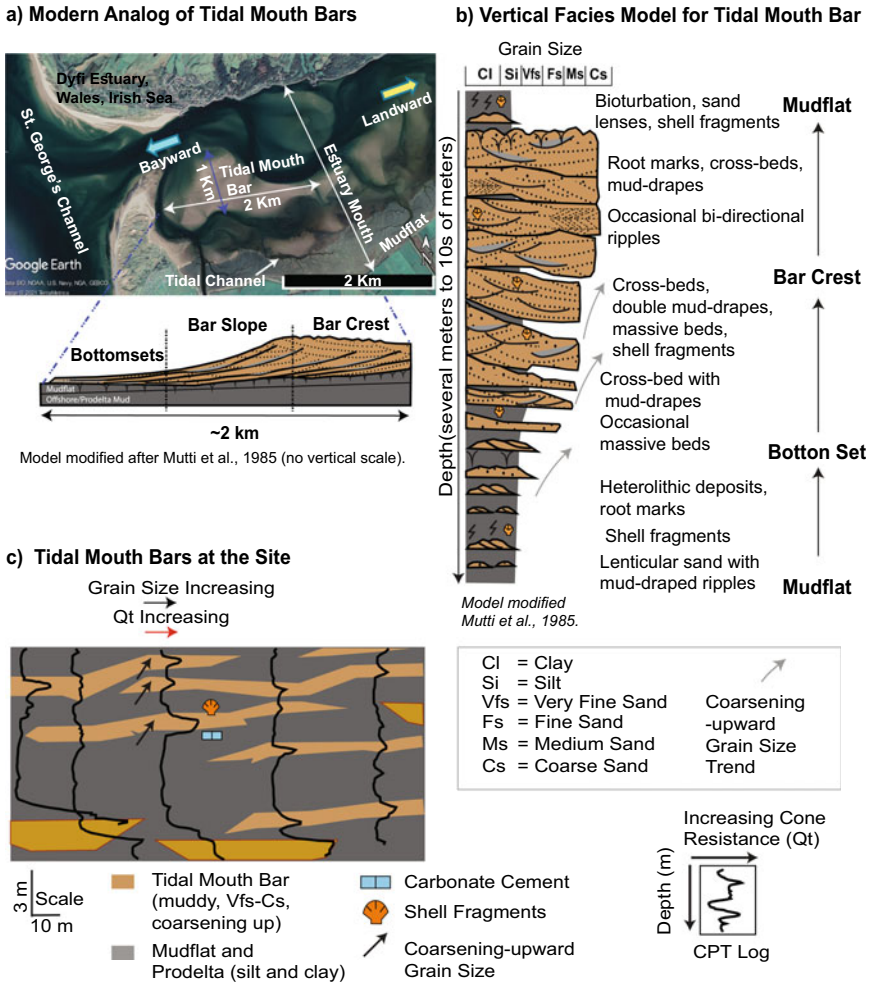 a) Modern Analog of Tidal Mouth Bars
Dyfi Estuary,
Wales, Irish Sea
St. George's Channel
Bayward
Landward
Tidal Mouth
Bar
1 Km
2 Km
Estuary Mouth
Mudflat
Tidal Channel
Google Earth
2 Km
N
Bottomsets
Bar Slope
Bar Crest
Mudflat
Offshore/Prodelta Mud
~2 km
Model modified after Mutti et al., 1985 (no vertical scale).
b) Vertical Facies Model for Tidal Mouth Bar
Grain Size
Cl Si Vfs Fs Ms Cs
Depth(several meters to 10s of meters)
Bioturbation, sand
lenses, shell fragments
Root marks, cross-beds,
mud-drapes
Occasional bi-directional
ripples
Cross-beds,
double mud-drapes,
massive beds,
shell fragments
Cross-bed with
mud-drapes
Occasional
massive beds
Heterolithic deposits,
root marks
Shell fragments
Lenticular sand with
mud-draped ripples
Mudflat
Bar Crest
Botton Set
Mudflat
Model modified
Mutti et al., 1985.
Cl = Clay
Si = Silt
Vfs = Very Fine Sand
Fs = Fine Sand
Ms = Medium Sand
Cs = Coarse Sand
Coarsening
-upward
Grain Size
Trend
c) Tidal Mouth Bars at the Site
Grain Size Increasing
Qt Increasing
3 m
Scale
10 m
Tidal Mouth Bar
(muddy, Vfs-Cs,
coarsening up)
Mudflat and
Prodelta (silt and clay)
Carbonate Cement
Shell Fragments
Coarsening-upward
Grain Size
Increasing Cone
Resistance (Qt)
Depth (m)
CPT Log